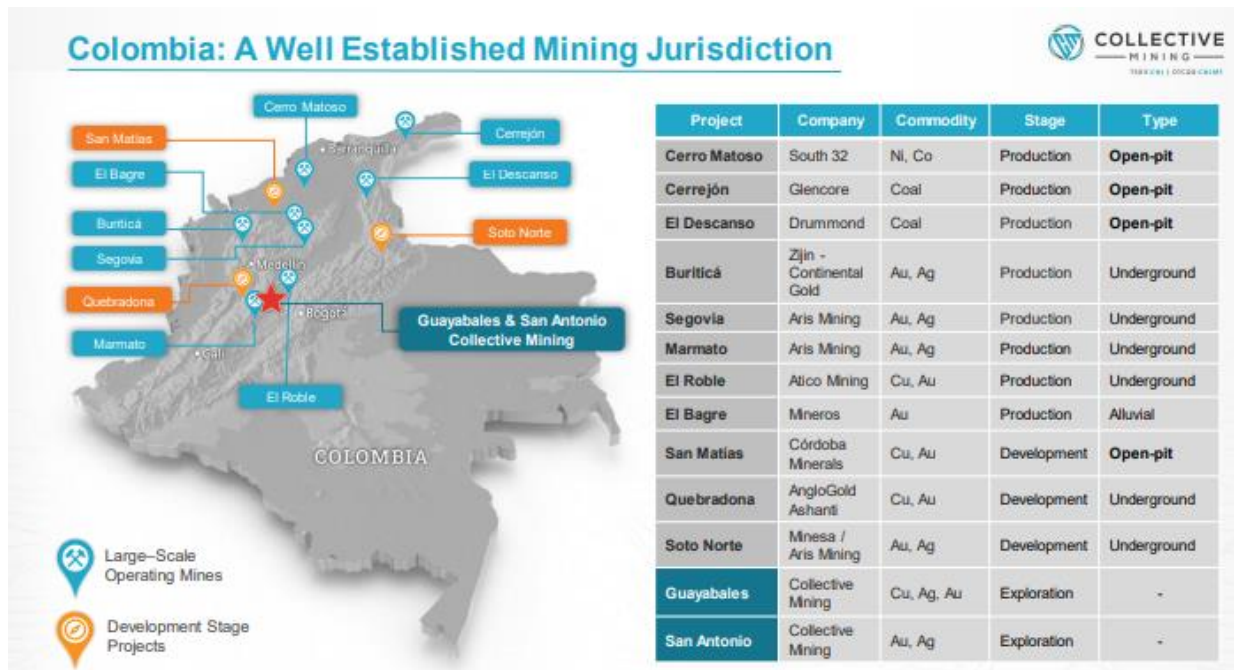 Colombia: A Well Established Mining Jurisdiction
COLLECTIVE
MINING
Cerro Matoso
San Matías
Cerrejón
Barranquilla
El Bagre
El Descanso
Buriticá
Soto Norte
Segovia
Medellín
Quebradona
Bogotá
Guayabales & San Antonio
Collective Mining
Marmato
Cali
El Roble
COLOMBIA
Large–Scale
Operating Mines
Development Stage
Projects
Project Company Commodity Stage Type
Cerro Matoso South 32 Ni, Co Production Open-pit
Cerrejón Glencore Coal Production Open-pit
El Descanso Drummond Coal Production Open-pit
Buriticá Zijin - Continental Gold Au, Ag Production Underground
Segovia Aris Mining Au, Ag Production Underground
Marmato Aris Mining Au, Ag Production Underground
El Roble Atico Mining Cu, Au Production Underground
El Bagre Mineros Au Production Alluvial
San Matías Córdoba Minerals Cu, Au Development Open-pit
Quebradona AngloGold Ashanti Cu, Au Development Underground
Soto Norte Minesa / Aris Mining Au, Ag Development Underground
Guayabales Collective Mining Cu, Ag, Au Exploration -
San Antonio Collective Mining Au, Ag Exploration -